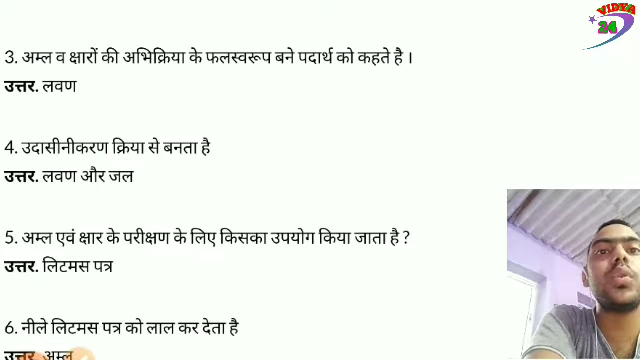 VIDYA
24
3. अम्ल व क्षारों की अभिक्रिया के फलस्वरूप बने पदार्थ को कहते है ।
उत्तर. लवण
4. उदासीनीकरण क्रिया से बनता है
उत्तर. लवण और जल
5. अम्ल एवं क्षार के परीक्षण के लिए किसका उपयोग किया जाता है ?
उत्तर. लिटमस पत्र
6. नीले लिटमस पत्र को लाल कर देता है
उत्तर. अम्ल